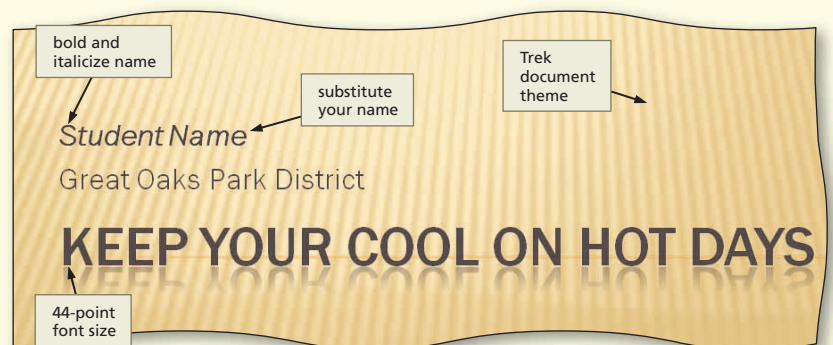 bold and
italicize name
substitute
your name
Trek
document
theme
Student Name
Great Oaks Park District
KEEP YOUR COOL ON HOT DAYS
44-point
font size